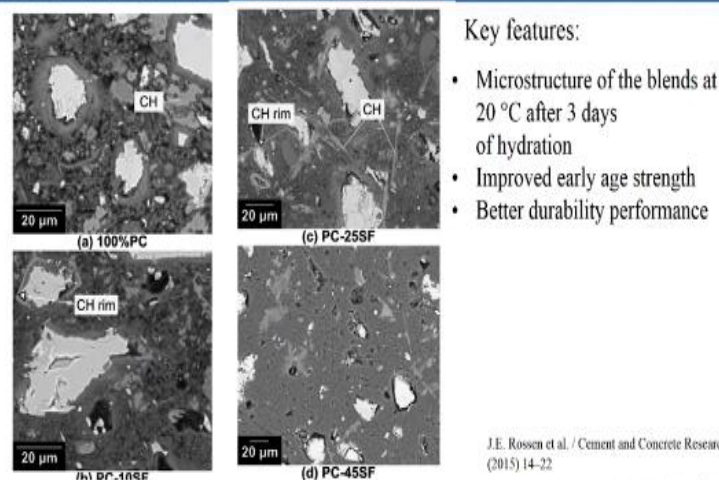 CH
20 µm
(a) 100%PC
CH rim
20 µm
(b) PC-10SF
CH rim
CH
20 µm
(c) PC-25SF
20 µm
(d) PC-45SF
Key features:
• Microstructure of the blends at
20 °C after 3 days
of hydration
• Improved early age strength
• Better durability performance
J.E. Rossen et al. / Cement and Concrete
(2015) 14–22